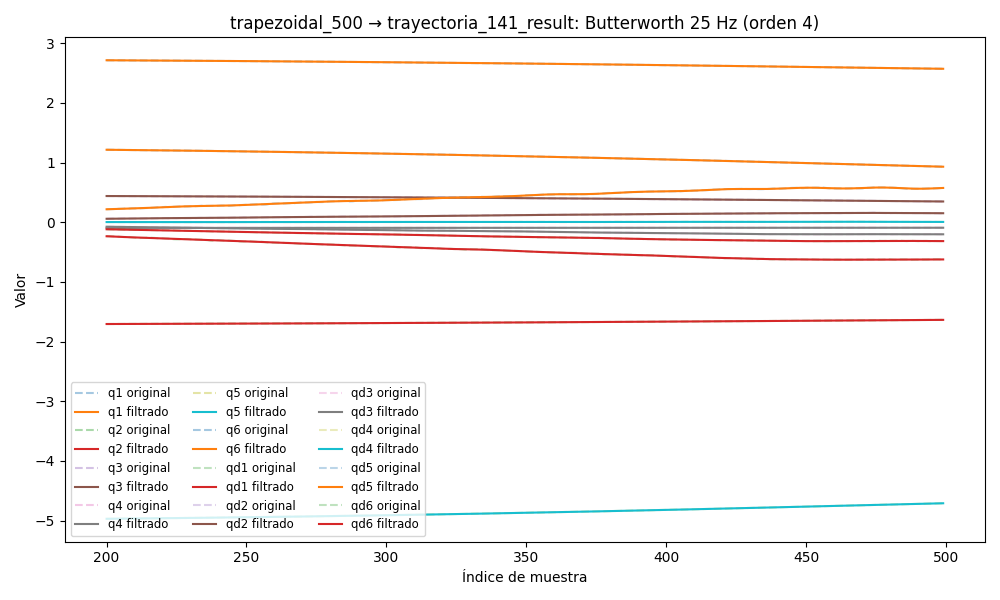 trapezoidal_500 → trayectoria_141_result: Butterworth 25 Hz (orden 4)
3
2
1
0
−1
−2
−3
−4
−5
Valor
q1 original
q1 filtrado
q2 original
q2 filtrado
q3 original
q3 filtrado
q4 original
q4 filtrado
q5 original
q5 filtrado
q6 original
q6 filtrado
qd1 original
qd1 filtrado
qd2 original
qd2 filtrado
qd3 original
qd3 filtrado
qd4 original
qd4 filtrado
qd5 original
qd5 filtrado
qd6 original
qd6 filtrado
200 250 300 350 400 450 500
Índice de muestra